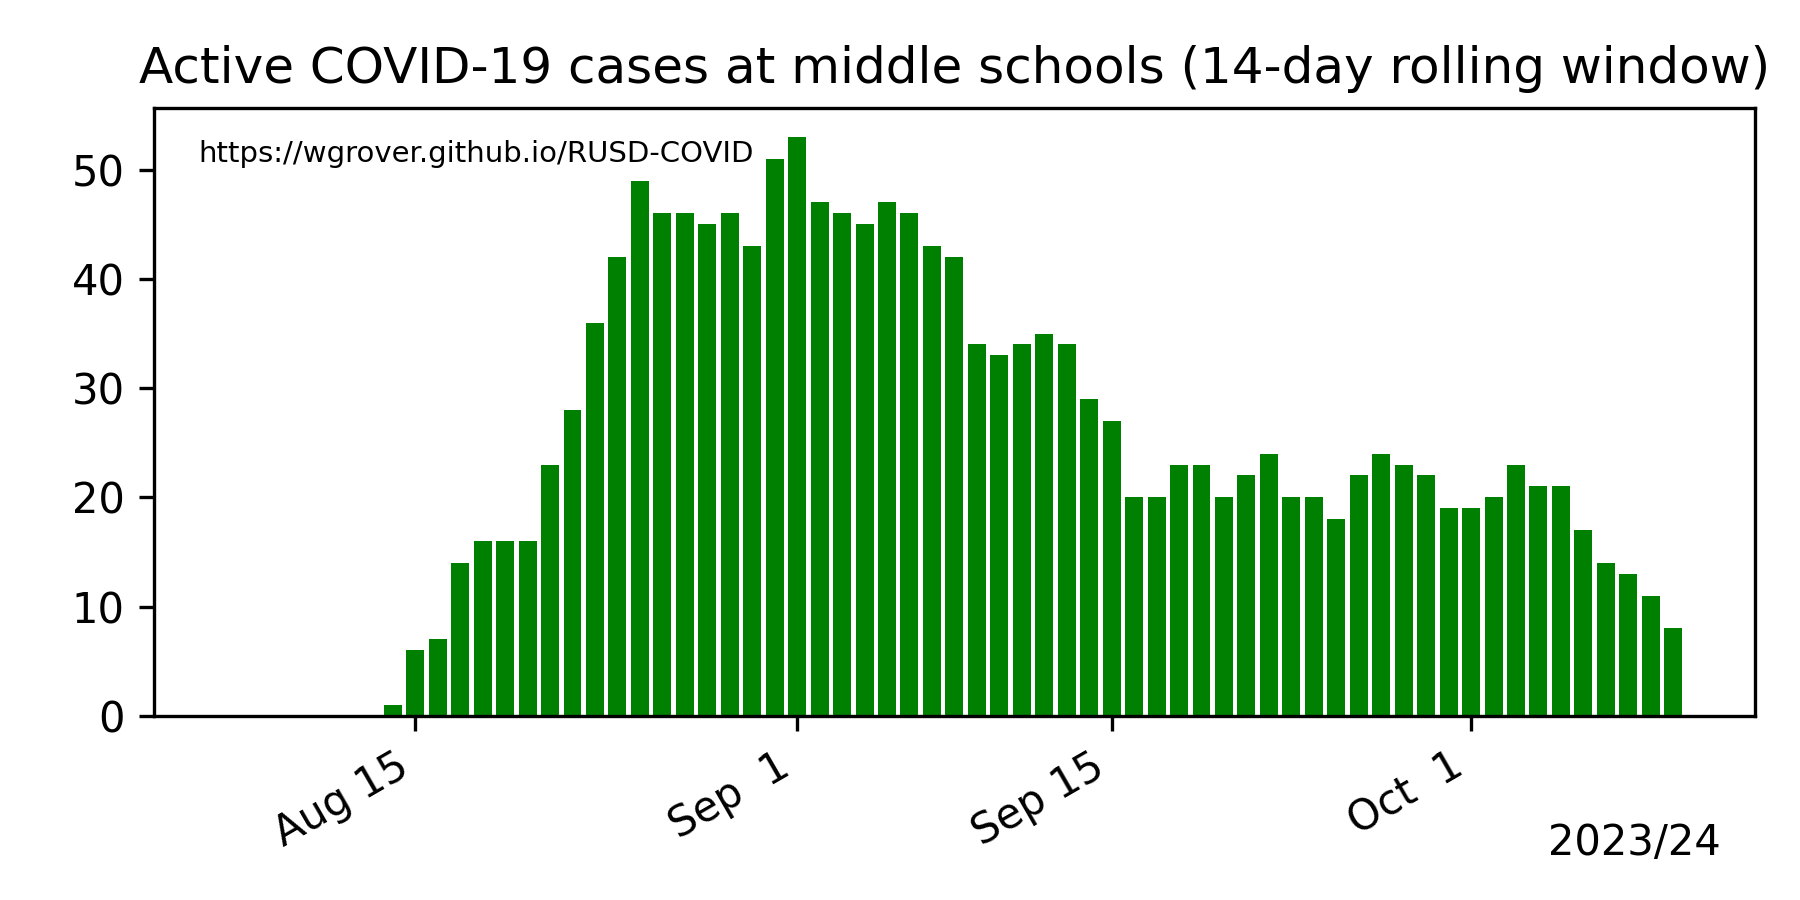 Active COVID-19 cases at middle schools (14-day rolling window)
https://wgrover.github.io/RUSD-COVID
50
40
30
20
10
0
Aug 15
Sep 1
Sep 15
Oct 1
2023/24